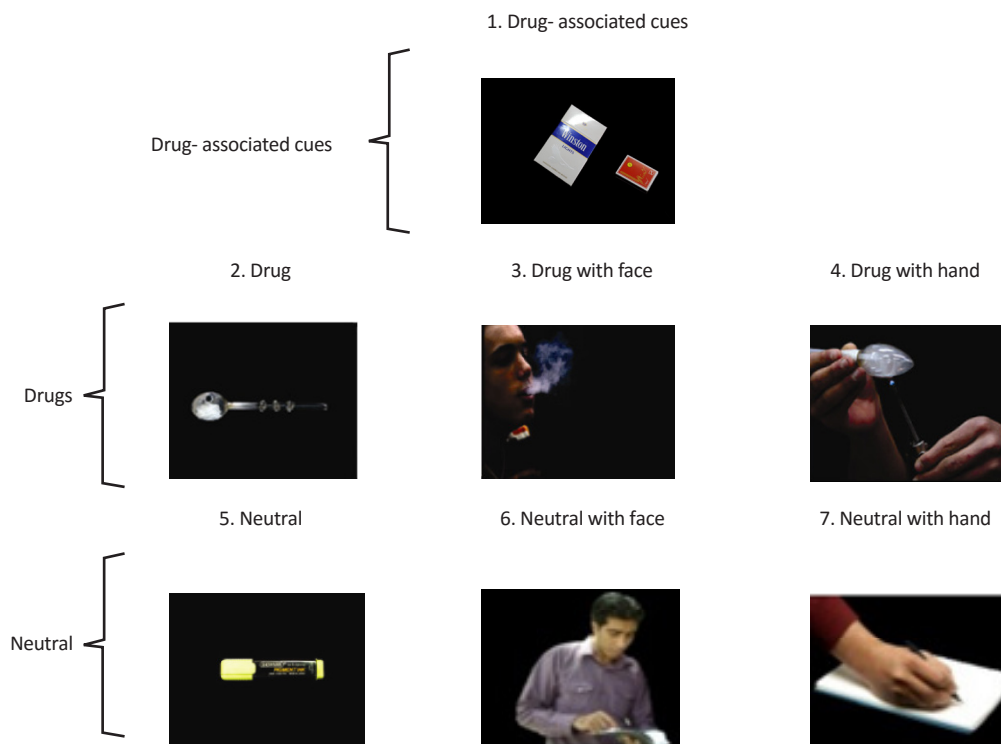 1. Drug- associated cues
Drug- associated cues
Winston
2. Drug
3. Drug with face
4. Drug with hand
Drugs
5. Neutral
6. Neutral with face
7. Neutral with hand
Neutral